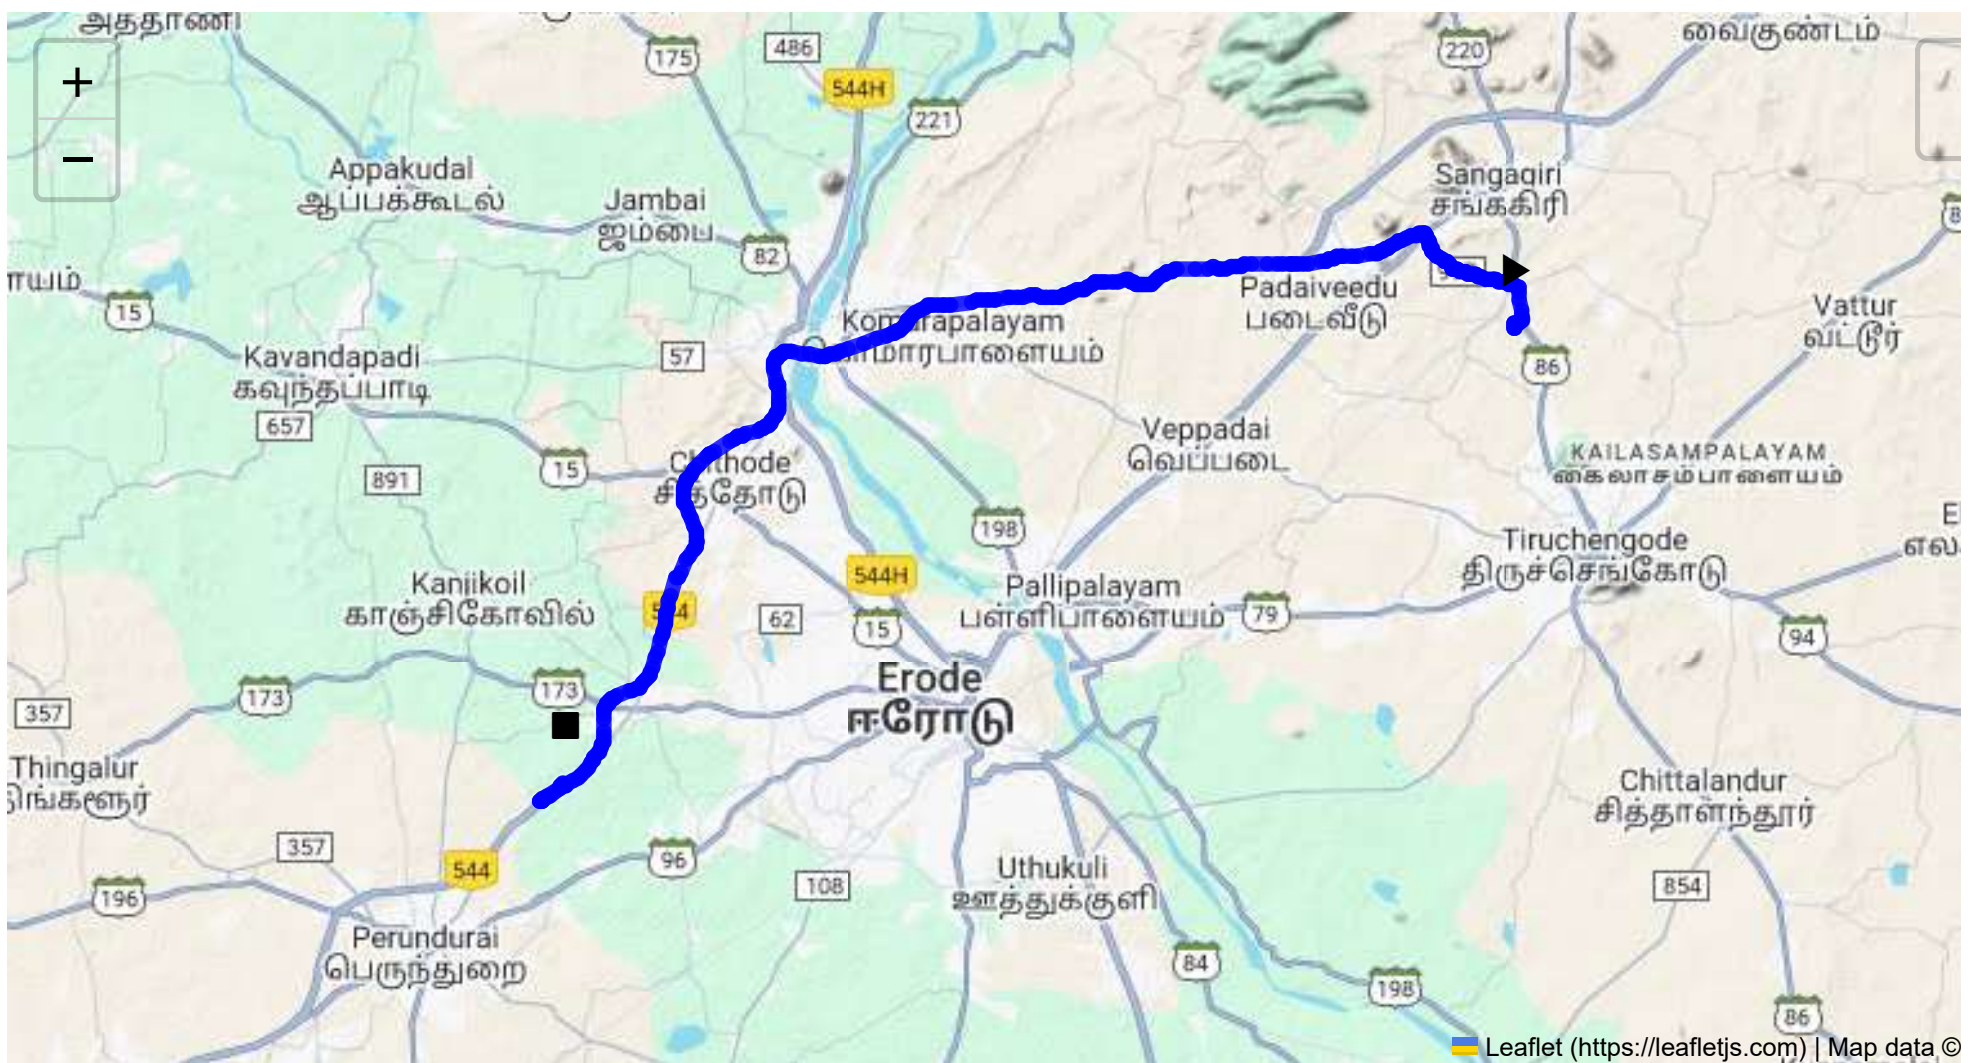 அத்தாணி
486
220
வைகுண்டம்
+
175
544H
221
−
Appakudal
ஆப்பக்கூடல்
Jambai
ஜம்பை
Sangagiri
சங்ககிரி
82
15
Komarapalayam
Padaiveedu
படைவீடு
Vattur
வட்டூர்
Kavandapadi
கவுந்தப்பாடி
57
86
657
Veppadai
வெப்படை
KAILASAMPALAYAM
கைலாசம்பாளையம்
15
891
Chithode
சித்தோடு
198
Tiruchengode
திருச்செங்கோடு
544H
Kanjikoil
காஞ்சிகோவில்
Pallipalayam
பள்ளிபாளையம்
62
15
79
94
173
173
357
Erode
ஈரோடு
Thingalur
Chittalandur
சித்தாளந்தூர்
357
544
96
108
Uthukuli
ஊத்துக்குளி
854
196
Perundurai
பெருந்துறை
84
198
86
Leaflet (https://leafletjs.com) | Map data ©